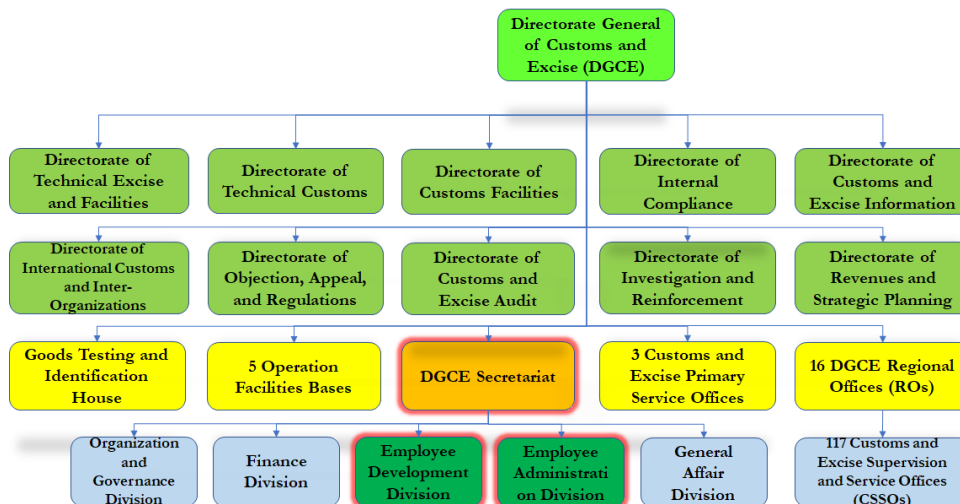 Directorate General
of Customs and
Excise (DGCE)
Directorate of
Technical Excise
and Facilities
Directorate of
Technical Customs
Directorate of
Customs Facilities
Directorate of
Internal
Compliance
Directorate of
Customs and
Excise Information
Directorate of
International Customs
and Inter-
Organizations
Directorate of
Objection, Appeal,
and Regulations
Directorate of
Customs and
Excise Audit
Directorate of
Investigation and
Reinforcement
Directorate of
Revenues and
Strategic Planning
Goods Testing and
Identification
House
5 Operation
Facilities Bases
DGCE Secretariat
3 Customs and
Excise Primary
Service Offices
16 DGCE Regional
Offices (ROs)
Organization
and
Governance
Division
Finance
Division
Employee
Development
Division
Employee
Administrati
on Division
General
Affair
Division
117 Customs and
Excise Supervision
and Service Offices
(CSSOs)